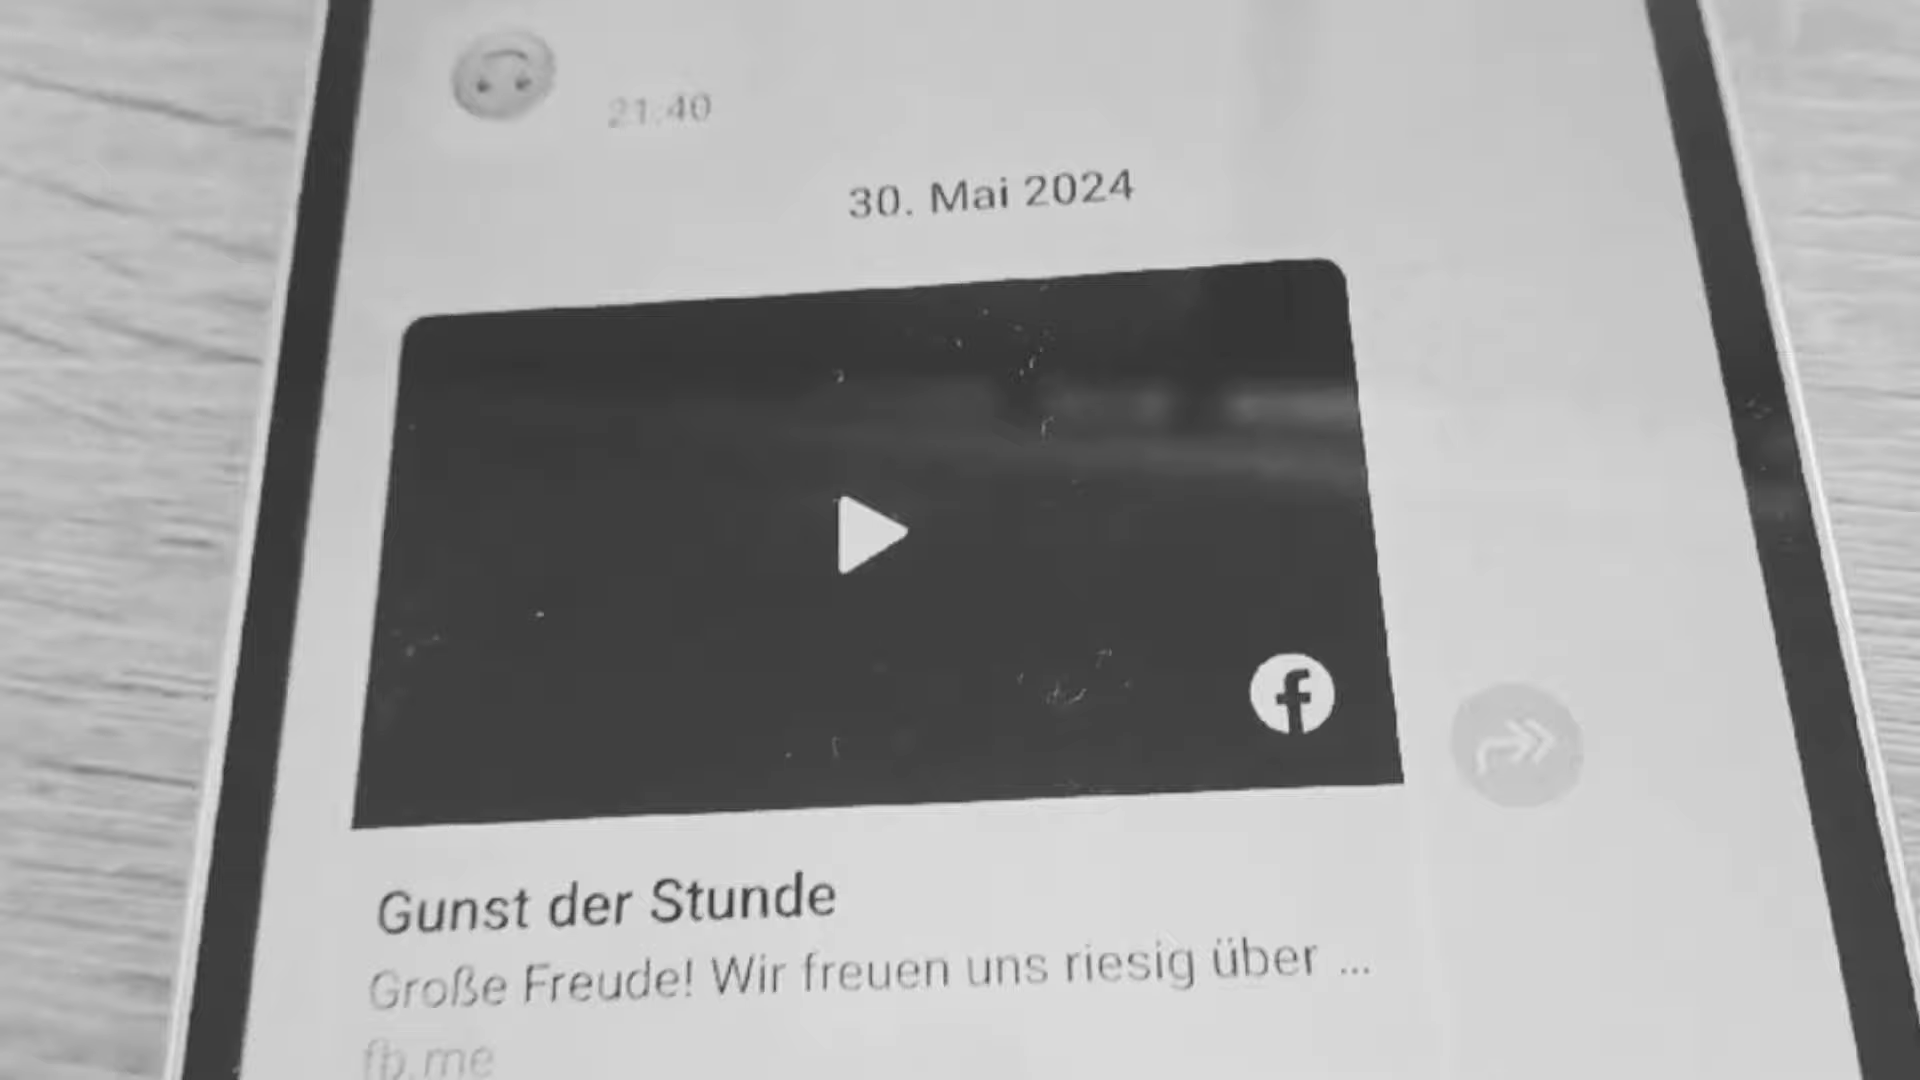 21:40
30. Mai 2024
Gunst der Stunde
Große Freude! Wir freuen uns riesig über ...
fb.me